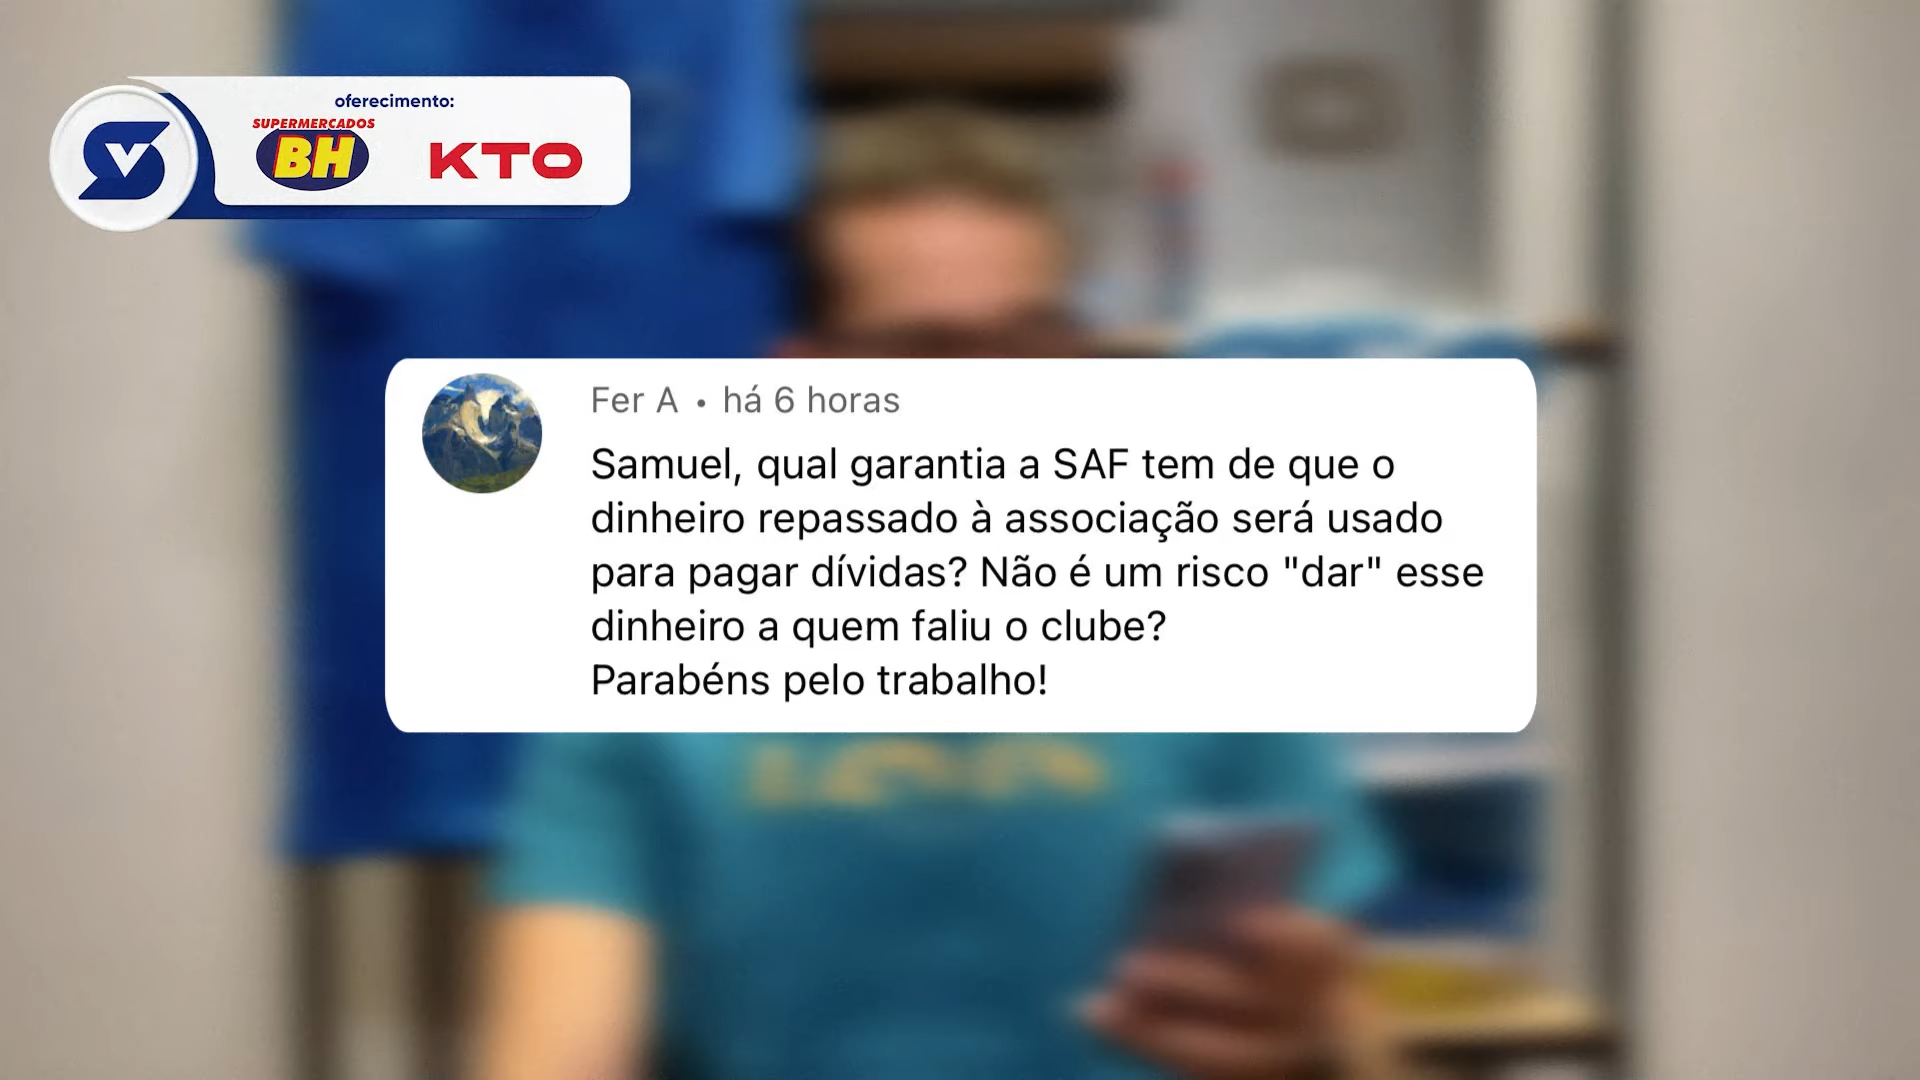 oferecimento:
SUPERMERCADOS
BH
KTO
Fer A • há 6 horas
Samuel, qual garantia a SAF tem de que o
dinheiro repassado à associação será usado
para pagar dívidas? Não é um risco "dar" esse
dinheiro a quem faliu o clube?
Parabéns pelo trabalho!